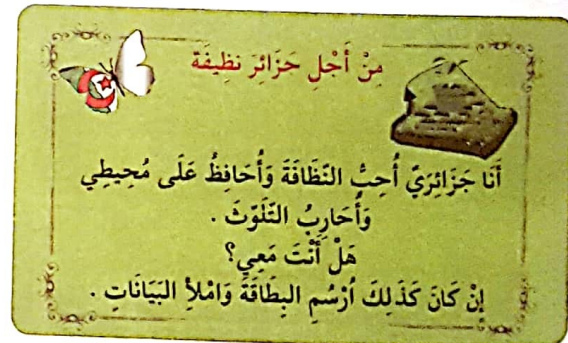 مِنْ أَجْلِ جَزَائِرَ نَظِيفَة
أَنَا جَزَائِرِيٌّ أُحِبُّ النَّظَافَةَ وَأُحَافِظُ عَلَى مُحِيطِي
وَأُحَارِبُ التَّلَوُّثَ .
هَلْ أَنْتَ مَعِي؟
إِنْ كَانَ كَذَلِكَ اُرْسُمِ البِطَاقَةَ وَامْلأِ البَيَانَاتِ .